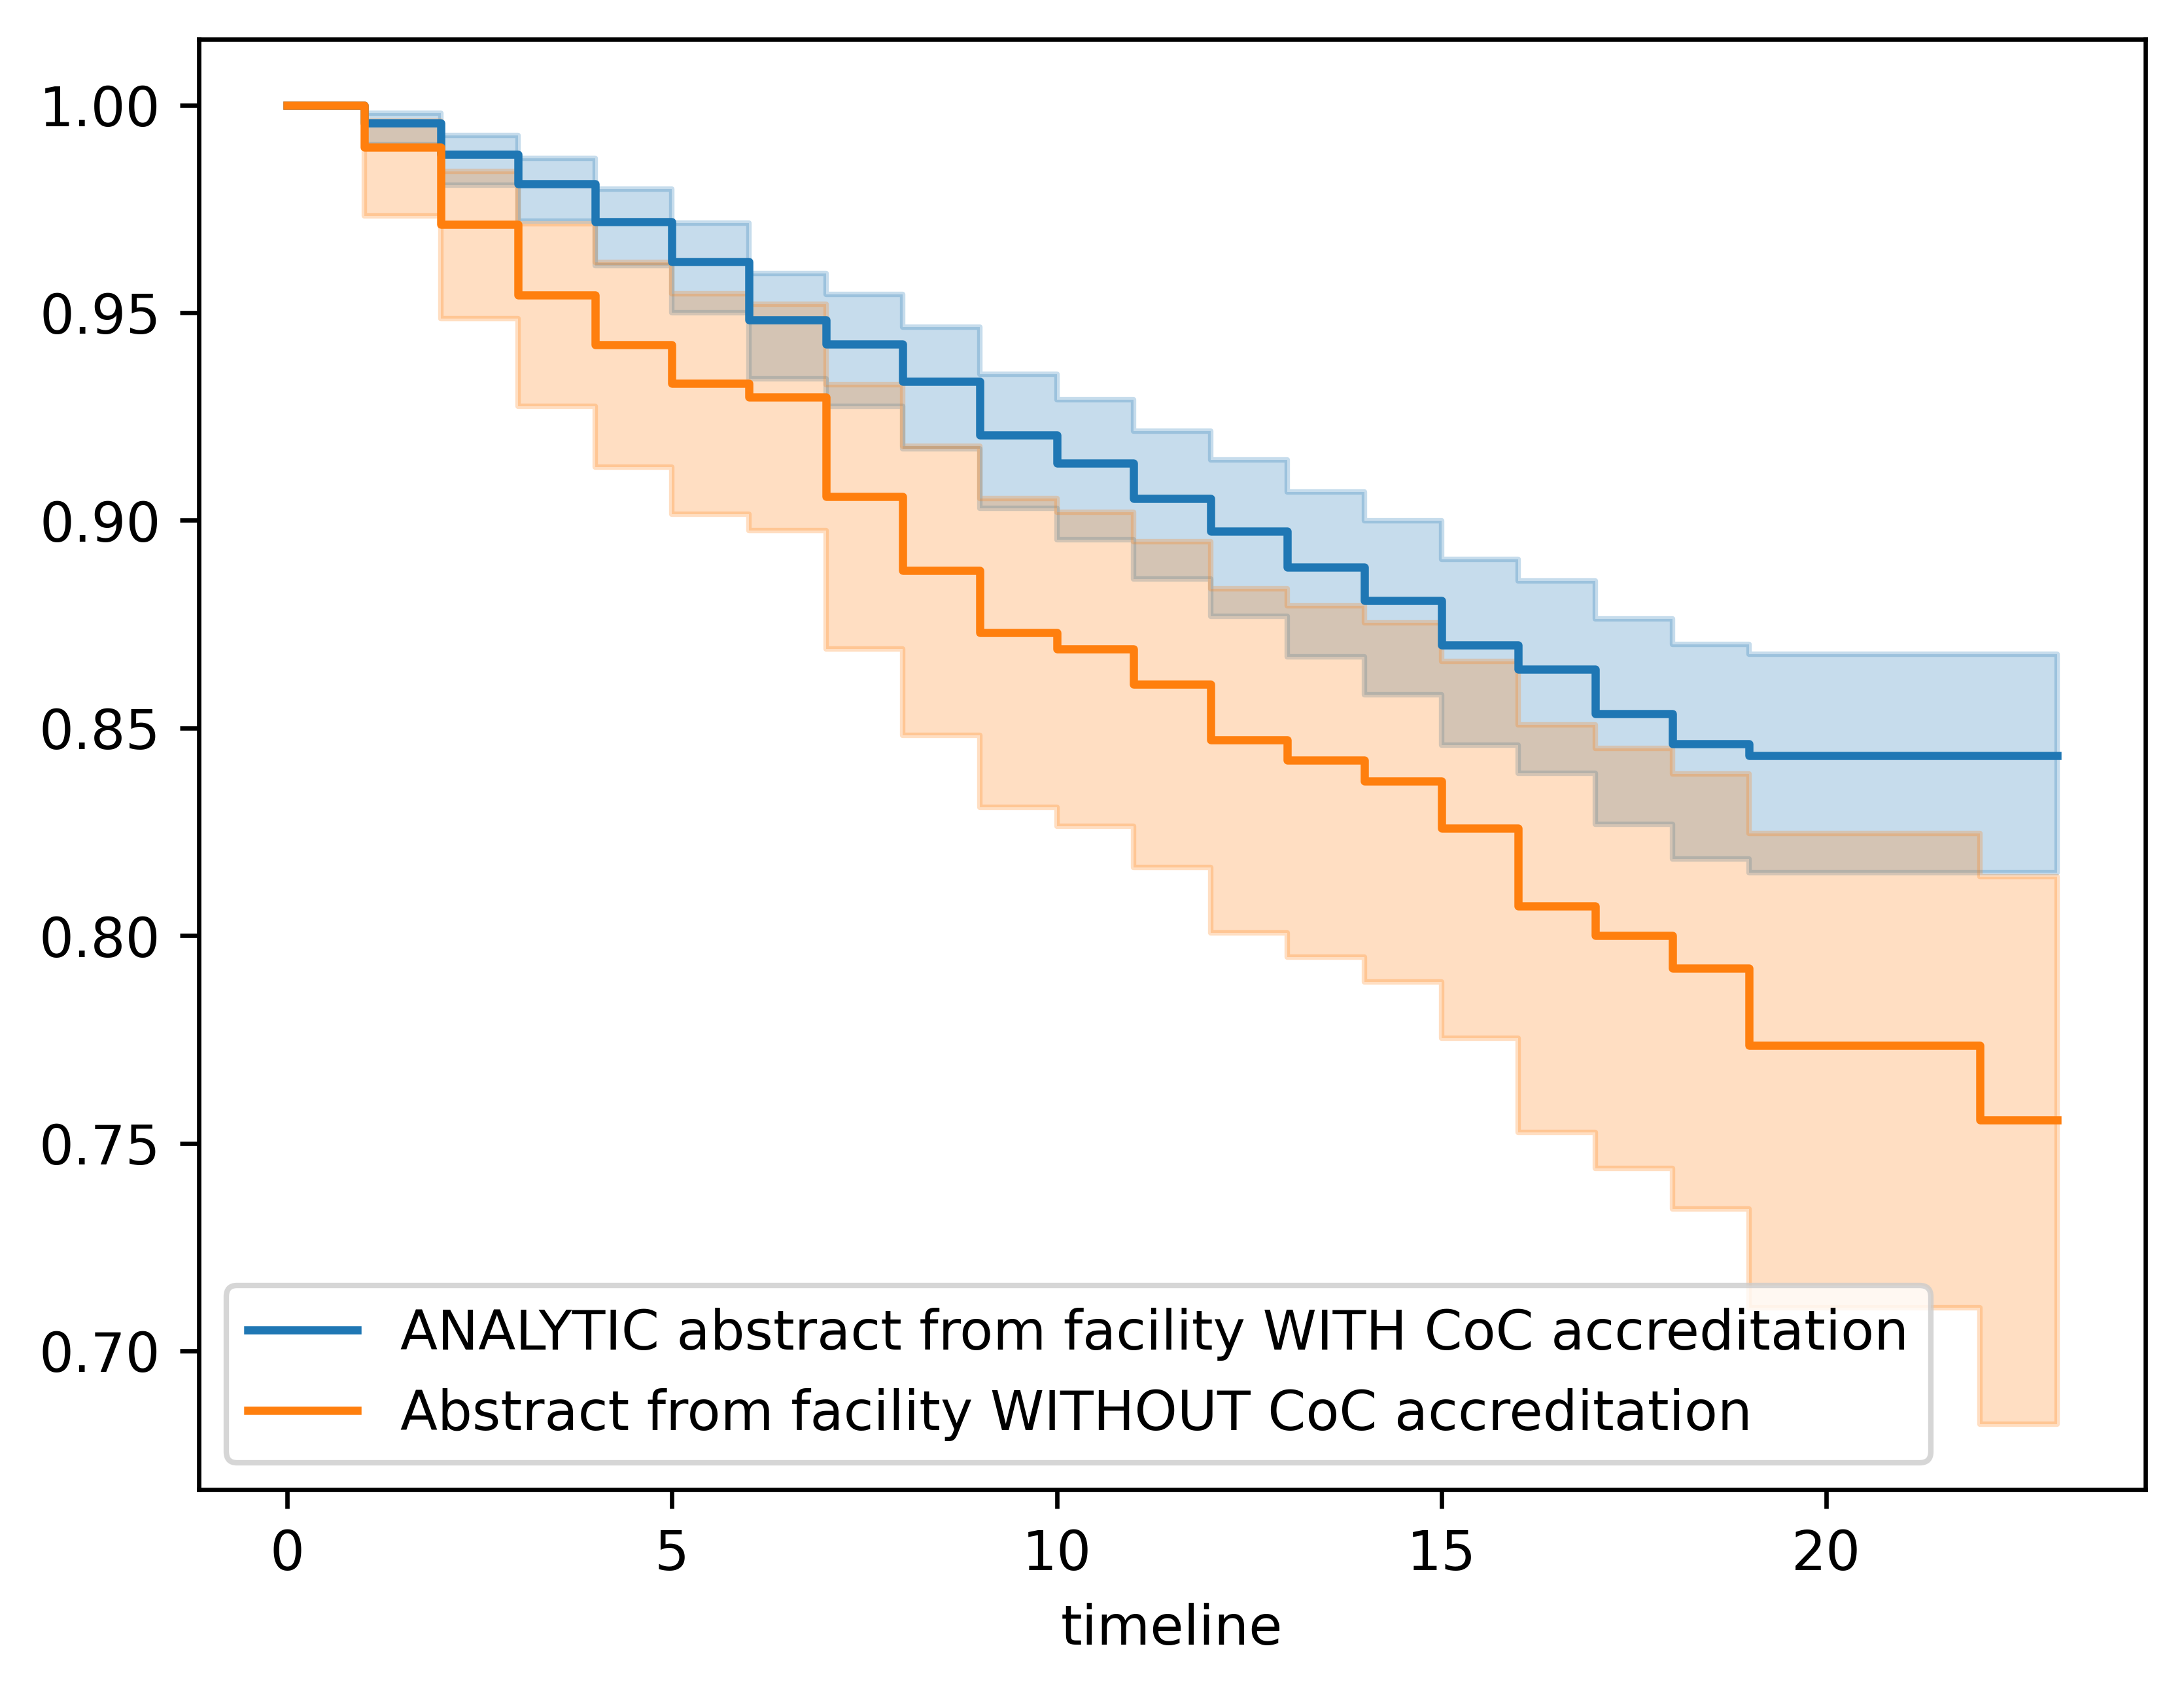 1.00
0.95
0.90
0.85
0.80
0.75
0.70
ANALYTIC abstract from facility WITH CoC accreditation
Abstract from facility WITHOUT CoC accreditation
0 5 10 15 20
timeline